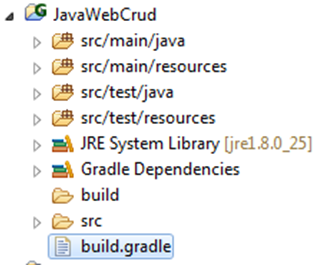 JavaWebCrud
src/main/java
src/main/resources
src/test/java
src/test/resources
JRE System Library [jre1.8.0_25]
Gradle Dependencies
build
src
build.gradle